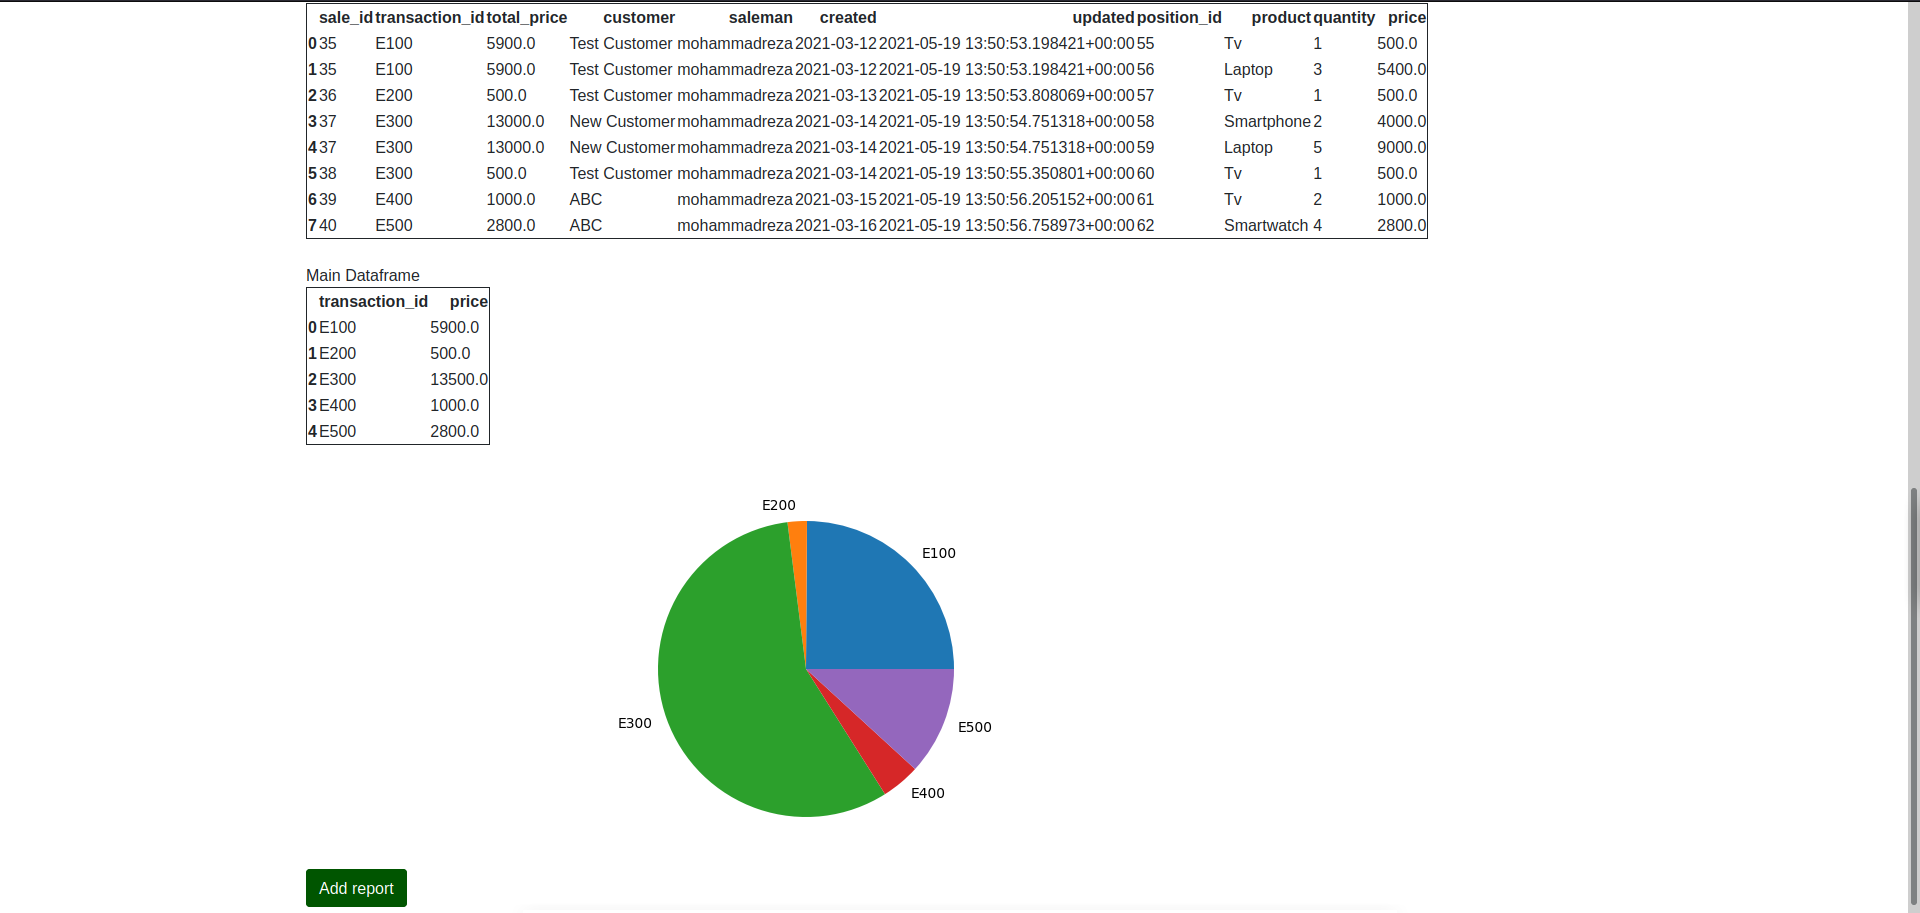 sale_id transaction_id total_price customer saleman created updated position_id product quantity price
0 35 E100 5900.0 Test Customer mohammadreza 2021-03-12 2021-05-19 13:50:53.198421+00:00 55 Tv 1 500.0
1 35 E100 5900.0 Test Customer mohammadreza 2021-03-12 2021-05-19 13:50:53.198421+00:00 56 Laptop 3 5400.0
2 36 E200 500.0 Test Customer mohammadreza 2021-03-13 2021-05-19 13:50:53.808069+00:00 57 Tv 1 500.0
3 37 E300 13000.0 New Customer mohammadreza 2021-03-14 2021-05-19 13:50:54.751318+00:00 58 Smartphone 2 4000.0
4 37 E300 13000.0 New Customer mohammadreza 2021-03-14 2021-05-19 13:50:54.751318+00:00 59 Laptop 5 9000.0
5 38 E300 500.0 Test Customer mohammadreza 2021-03-14 2021-05-19 13:50:55.350801+00:00 60 Tv 1 500.0
6 39 E400 1000.0 ABC mohammadreza 2021-03-15 2021-05-19 13:50:56.205152+00:00 61 Tv 2 1000.0
7 40 E500 2800.0 ABC mohammadreza 2021-03-16 2021-05-19 13:50:56.758973+00:00 62 Smartwatch 4 2800.0
Main Dataframe
transaction_id price
0 E100 5900.0
1 E200 500.0
2 E300 13500.0
3 E400 1000.0
4 E500 2800.0
E200
E100
E300
E500
E400
Add report